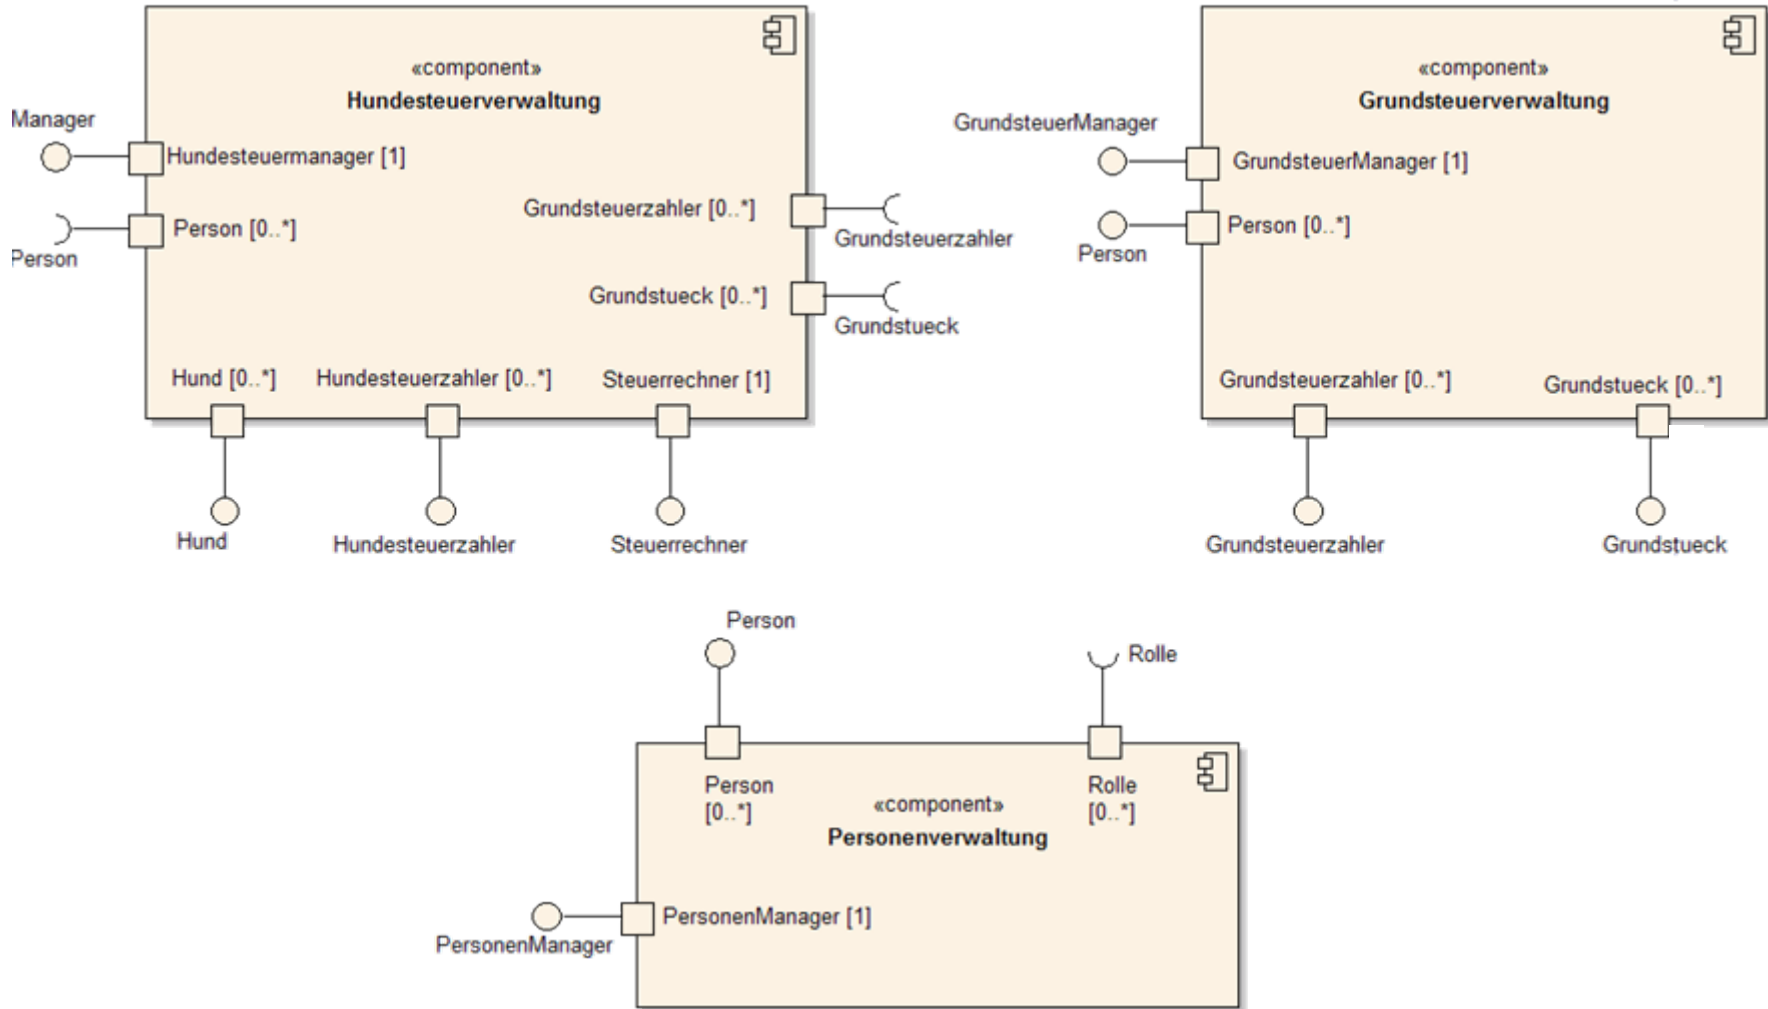 «component»
Hundesteuerverwaltung
Manager
Hundesteuermanager [1]
Person [0..*]
Person
Grundsteuerzahler [0..*]
Grundsteuerzahler
Grundstueck [0..*]
Grundstueck
Hund [0..*]
Hundesteuerzahler [0..*]
Steuerrechner [1]
Hund
Hundesteuerzahler
Steuerrechner
«component»
Grundsteuerverwaltung
GrundsteuerManager
GrundsteuerManager [1]
Person [0..*]
Person
Grundsteuerzahler [0..*]
Grundstueck [0..*]
Grundsteuerzahler
Grundstueck
Person
Rolle
Person
[0..*]
«component»
Personenverwaltung
Rolle
[0..*]
PersonenManager [1]
PersonenManager